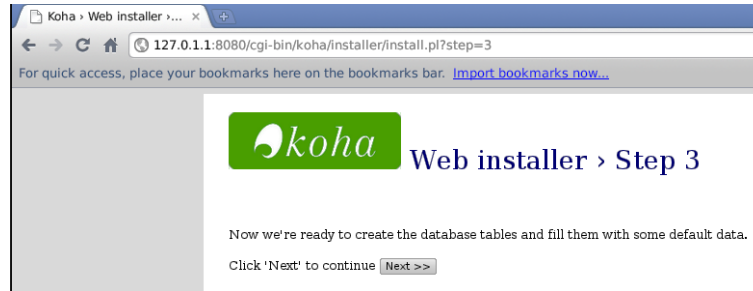 Koha › Web installer ›...
127.0.1.1:8080/cgi-bin/koha/installer/install.pl?step=3
For quick access, place your bookmarks here on the bookmarks bar. Import bookmarks now...
koha Web installer › Step 3
Now we're ready to create the database tables and fill them with some default data.
Click 'Next' to continue Next >>